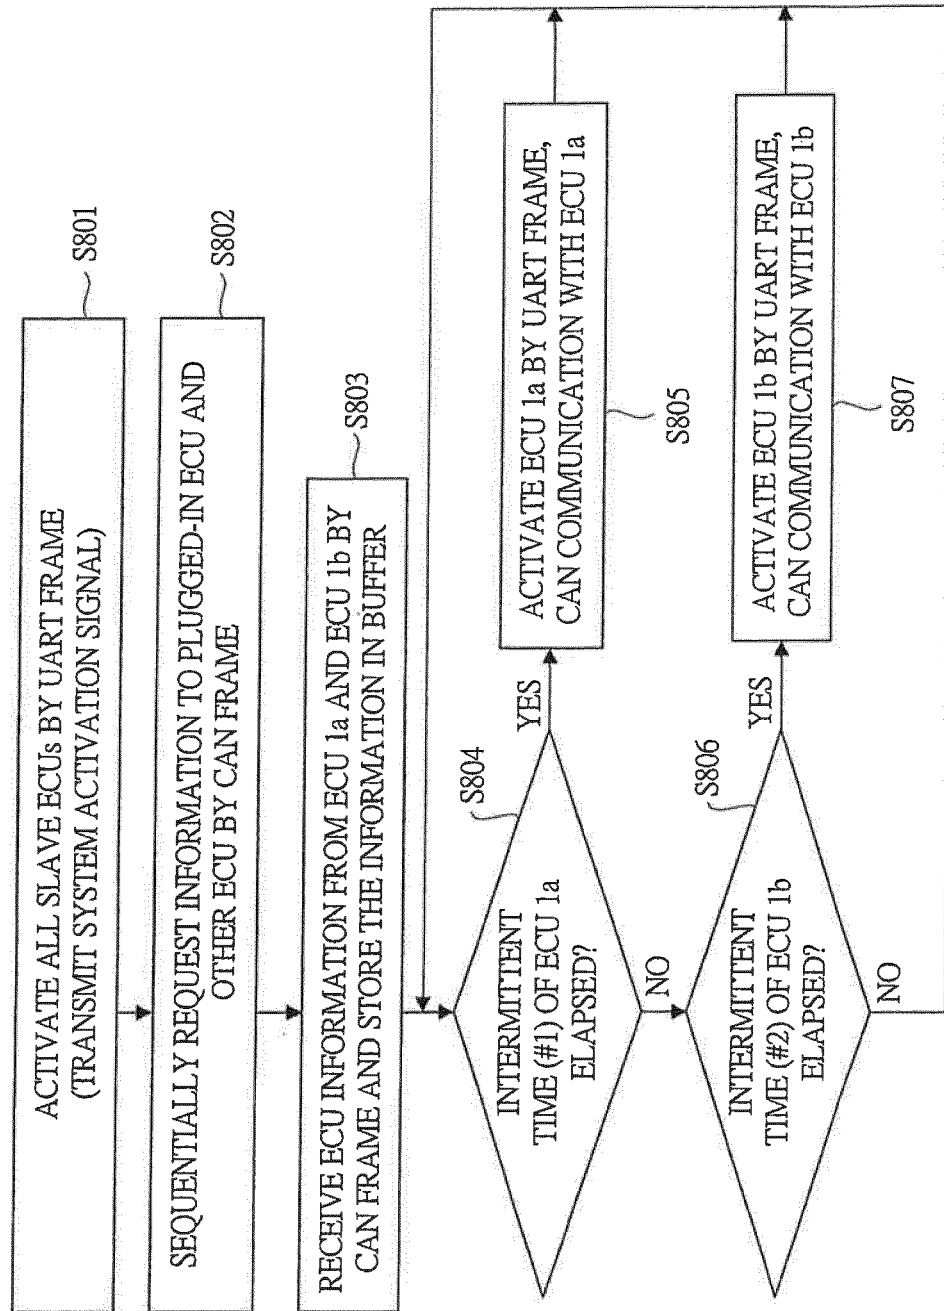 ACTIVATE ALL SLAVE ECUs BY UART FRAME
(TRANSMIT SYSTEM ACTIVATION SIGNAL)
S801
SEQUENTIALLY REQUEST INFORMATION TO PLUGGED-IN ECU AND
OTHER ECU BY CAN FRAME
S802
RECEIVE ECU INFORMATION FROM ECU 1a AND ECU 1b BY
CAN FRAME AND STORE THE INFORMATION IN BUFFER
S803
INTERMITTENT
TIME (#1) OF ECU 1a
ELAPSED?
S804
YES
NO
ACTIVATE ECU 1a BY UART FRAME,
CAN COMMUNICATION WITH ECU 1a
S805
INTERMITTENT
TIME (#2) OF ECU 1b
ELAPSED?
S806
YES
NO
ACTIVATE ECU 1b BY UART FRAME,
CAN COMMUNICATION WITH ECU 1b
S807